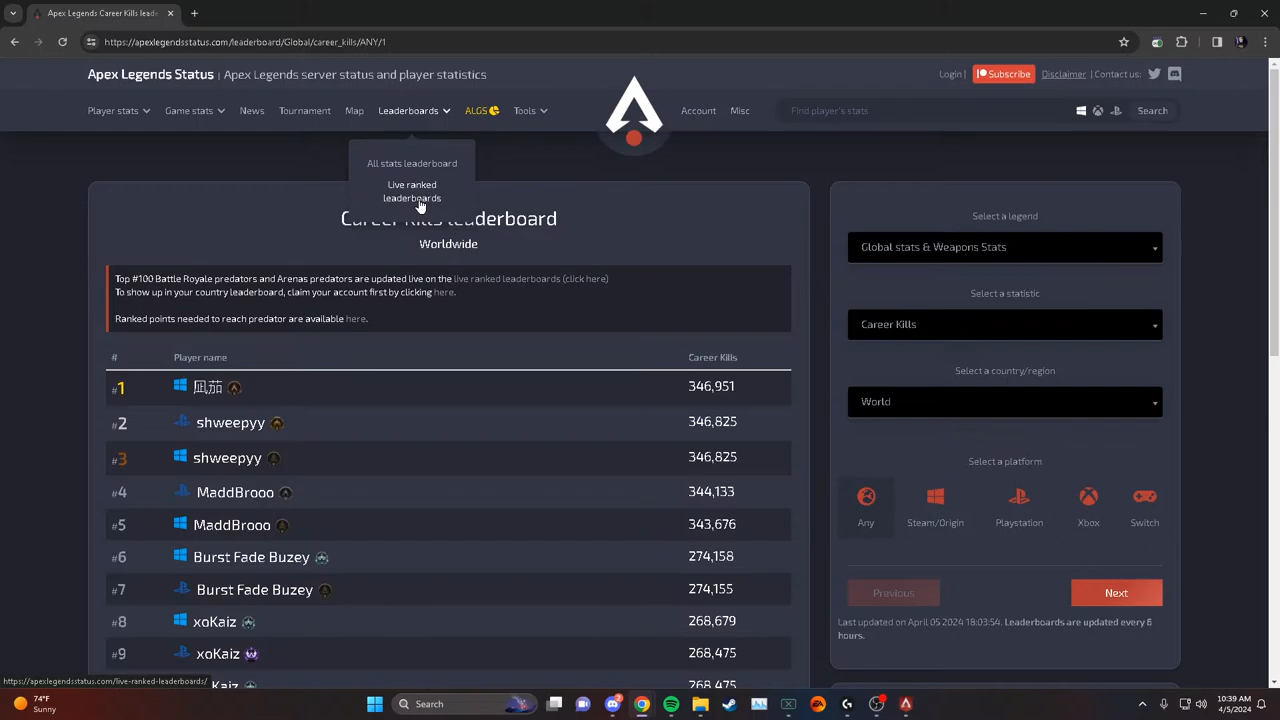 Apex Legends Career Kills leade
https://apexlegendsstatus.com/leaderboard/Global/career_kills/ANY/1
Apex Legends Status | Apex Legends server status and player statistics
Login | Subscribe Disclaimer | Contact us:
Player stats Game stats News Tournament Map Leaderboards ALGS Tools Account Misc Find player's stats Search
All stats leaderboard
Live ranked
leaderboards
Career Kills leaderboard
Worldwide
Top #100 Battle Royale predators and Arenas predators are updated live on the live ranked leaderboards (click here)
To show up in your country leaderboard, claim your account first by clicking here.
Ranked points needed to reach predator are available here.
# Player name Career Kills
#1 凪茄 346,951
#2 shweepyy 346,825
#3 shweepyy 346,825
#4 MaddBrooo 344,133
#5 MaddBrooo 343,676
#6 Burst Fade Buzey 274,158
#7 Burst Fade Buzey 274,155
#8 xoKaiz 268,679
#9 xoKaiz 268,475
Kaiz 268,475
Select a legend
Global stats & Weapons Stats
Select a statistic
Career Kills
Select a country/region
World
Select a platform
Any Steam/Origin Playstation Xbox Switch
Previous Next
Last updated on April 05 2024 18:03:54. Leaderboards are updated every 6
hours.
https://apexlegendsstatus.com/live-ranked-leaderboards/
74°F
Sunny
Search
2
10:39 AM
4/5/2024